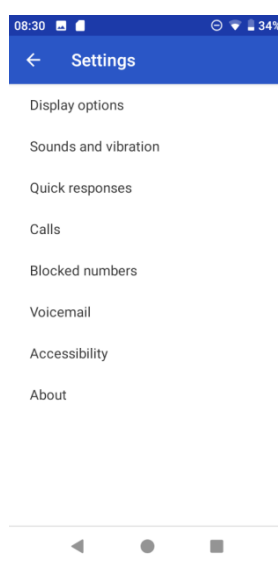 08:30 34%
Settings
Display options
Sounds and vibration
Quick responses
Calls
Blocked numbers
Voicemail
Accessibility
About